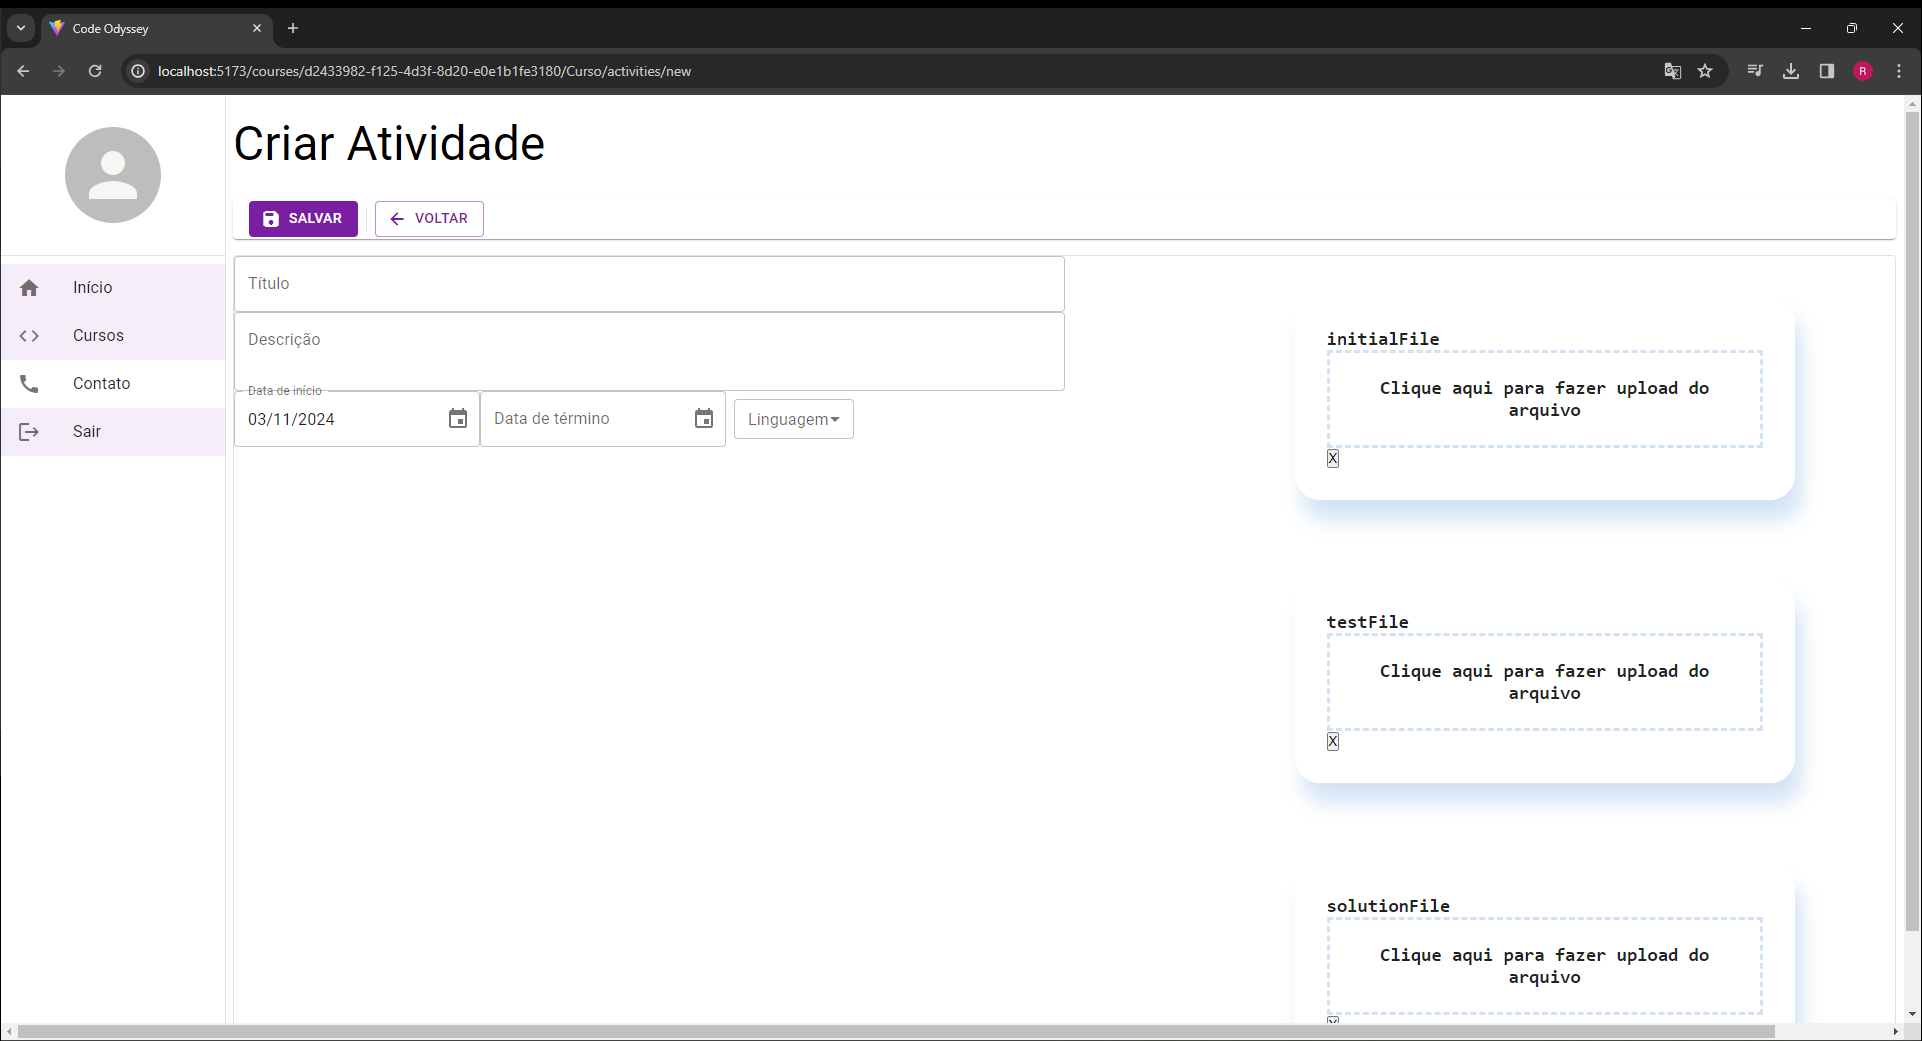 Code Odyssey
localhost:5173/courses/d2433982-f125-4d3f-8d20-e0e1b1fe3180/Curso/activities/new
R
Criar Atividade
SALVAR
VOLTAR
Início
Cursos
Contato
Sair
Título
Descrição
Data de início
03/11/2024
Data de término
Linguagem
initialFile
Clique aqui para fazer upload do
arquivo
X
testFile
Clique aqui para fazer upload do
arquivo
X
solutionFile
Clique aqui para fazer upload do
arquivo
X